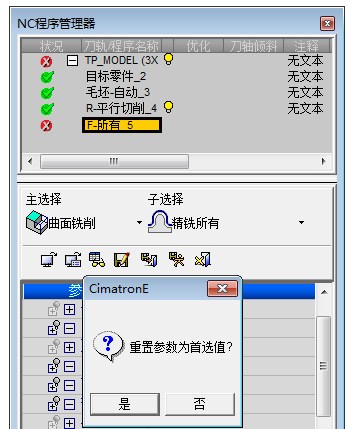 NC程序管理器
状况 刀轨/程序名称 优化 刀轴倾斜 注释
TP_MODEL (3X 无文本
目标零件_2 无文本
毛坯-自动_3 无文本
R-平行切削_4 无文本
F-所有_5
主选择 子选择
曲面铣削 精铣所有
CimatronE
重置参数为首选值?
是 否